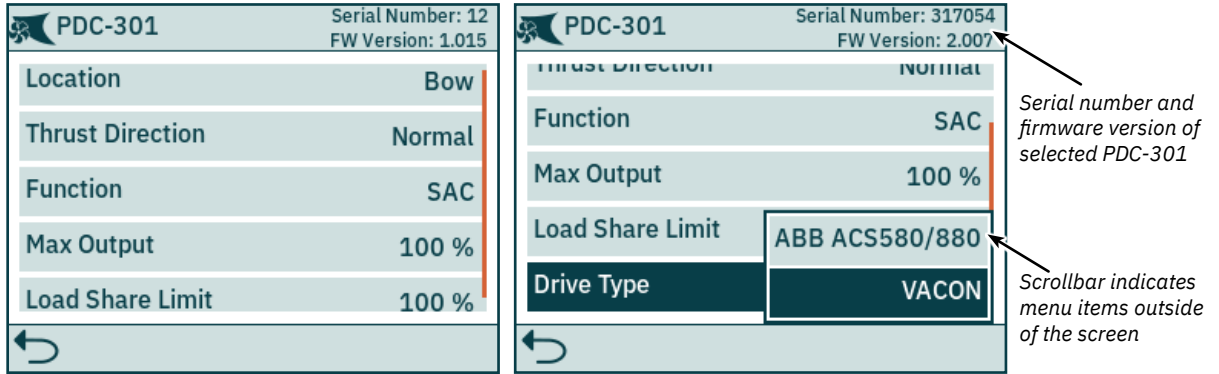 PDC-301
Serial Number: 12
FW Version: 1.015
Location Bow
Thrust Direction Normal
Function SAC
Max Output 100 %
Load Share Limit 100 %
PDC-301
Serial Number: 317054
FW Version: 2.007
Thrust Direction Normal
Function SAC
Max Output 100 %
Load Share Limit
ABB ACS580/880
Drive Type
VACON
Serial number and
firmware version of
selected PDC-301
Scrollbar indicates
menu items outside
of the screen